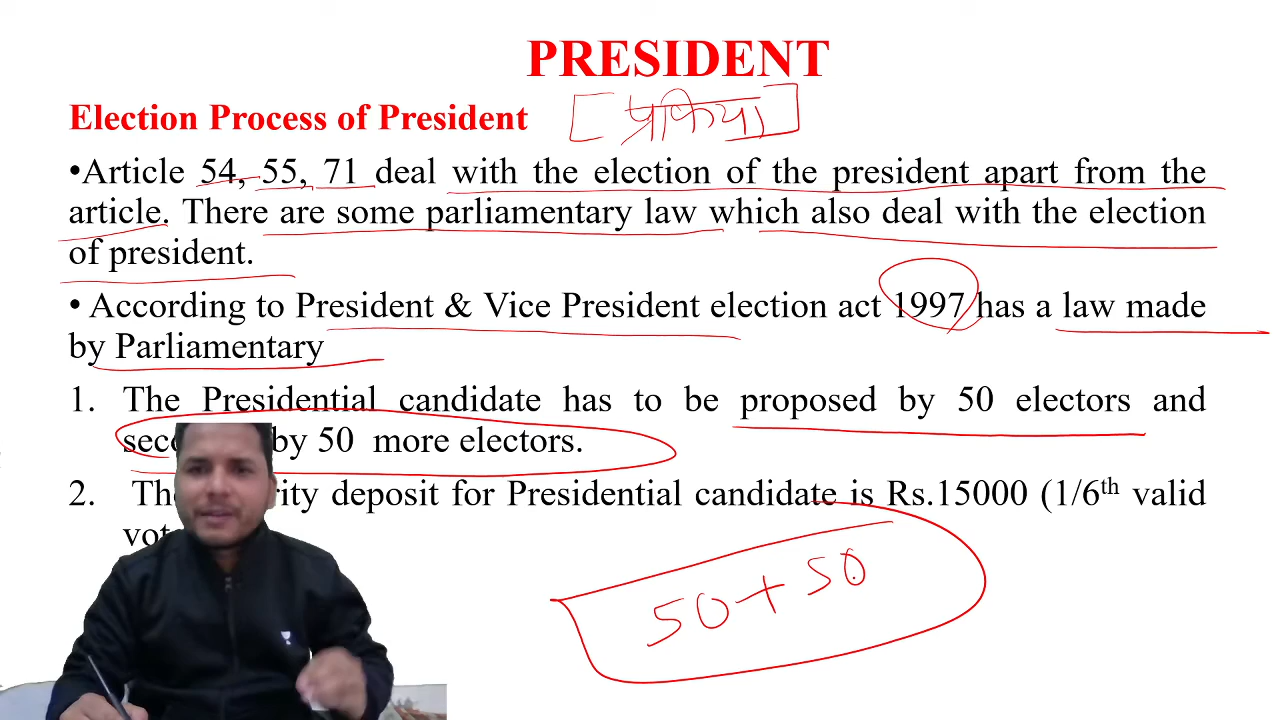 PRESIDENT
Election Process of President [प्रक्रिया]
•Article 54, 55, 71 deal with the election of the president apart from the
article. There are some parliamentary law which also deal with the election
of president.
• According to President & Vice President election act 1997 has a law made
by Parliamentary
1. The Presidential candidate has to be proposed by 50 electors and
by 50 more electors.
2. deposit for Presidential candidate is Rs.15000 (1/6th valid
50+50